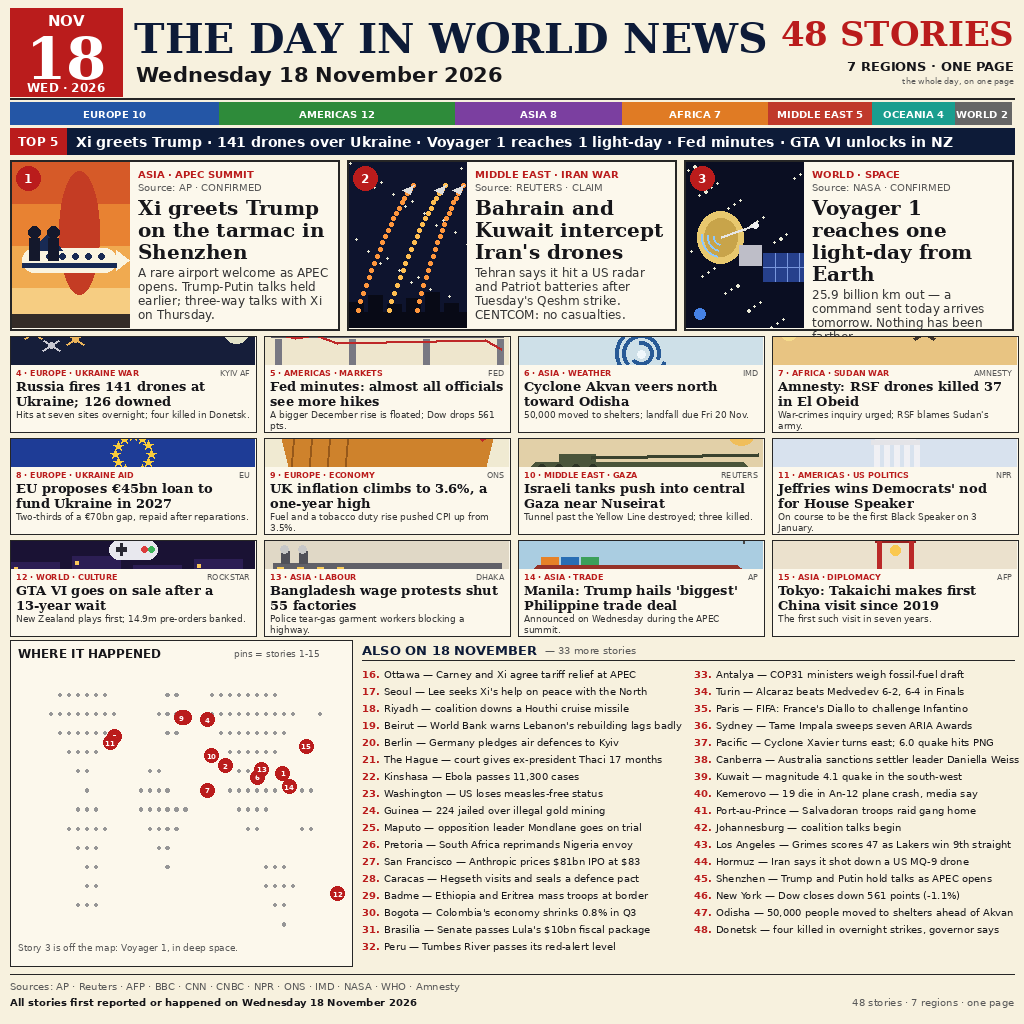 NOV
18
WED · 2026
THE DAY IN WORLD NEWS
Wednesday 18 November 2026
48 STORIES
7 REGIONS · ONE PAGE
the whole day, on one page
EUROPE 10
AMERICAS 12
ASIA 8
AFRICA 7
MIDDLE EAST 5
OCEANIA 4
WORLD 2
TOP 5
Xi greets Trump · 141 drones over Ukraine · Voyager 1 reaches 1 light-day · Fed minutes · GTA VI unlocks in NZ
1
ASIA · APEC SUMMIT
Source: AP · CONFIRMED
Xi greets Trump
on the tarmac in
Shenzhen
A rare airport welcome as APEC
opens. Trump-Putin talks held
earlier; three-way talks with Xi
on Thursday.
2
MIDDLE EAST · IRAN WAR
Source: REUTERS · CLAIM
Bahrain and
Kuwait intercept
Iran's drones
Tehran says it hit a US radar
and Patriot batteries after
Tuesday's Qeshm strike.
CENTCOM: no casualties.
3
WORLD · SPACE
Source: NASA · CONFIRMED
Voyager 1
reaches one
light-day from
Earth
25.9 billion km out — a
command sent today arrives
tomorrow. Nothing has been
farther.
4 · EUROPE · UKRAINE WAR
KYIV AF
Russia fires 141 drones at
Ukraine; 126 downed
Hits at seven sites overnight; four killed in Donetsk.
5 · AMERICAS · MARKETS
FED
Fed minutes: almost all officials
see more hikes
A bigger December rise is floated; Dow drops 561
pts.
6 · ASIA · WEATHER
IMD
Cyclone Akvan veers north
toward Odisha
50,000 moved to shelters; landfall due Fri 20 Nov.
7 · AFRICA · SUDAN WAR
AMNESTY
Amnesty: RSF drones killed 37
in El Obeid
War-crimes inquiry urged; RSF blames Sudan's
army.
8 · EUROPE · UKRAINE AID
EU
EU proposes €45bn loan to
fund Ukraine in 2027
Two-thirds of a €70bn gap, repaid after reparations.
9 · EUROPE · ECONOMY
ONS
UK inflation climbs to 3.6%, a
one-year high
Fuel and a tobacco duty rise pushed CPI up from
3.5%.
10 · MIDDLE EAST · GAZA
REUTERS
Israeli tanks push into central
Gaza near Nuseirat
Tunnel past the Yellow Line destroyed; three killed.
11 · AMERICAS · US POLITICS
NPR
Jeffries wins Democrats' nod
for House Speaker
On course to be the first Black Speaker on 3
January.
12 · WORLD · CULTURE
ROCKSTAR
GTA VI goes on sale after a
13-year wait
New Zealand plays first; 14.9m pre-orders banked.
13 · ASIA · LABOUR
DHAKA
Bangladesh wage protests shut
55 factories
Police tear-gas garment workers blocking a
highway.
14 · ASIA · TRADE
AP
Manila: Trump hails 'biggest'
Philippine trade deal
Announced on Wednesday during the APEC
summit.
15 · ASIA · DIPLOMACY
AFP
Tokyo: Takaichi makes first
China visit since 2019
The first such visit in seven years.
WHERE IT HAPPENED
pins = stories 1-15
9
4
11
15
10
2
13
6
1
14
7
12
Story 3 is off the map: Voyager 1, in deep space.
ALSO ON 18 NOVEMBER — 33 more stories
16. Ottawa — Carney and Xi agree tariff relief at APEC
17. Seoul — Lee seeks Xi's help on peace with the North
18. Riyadh — coalition downs a Houthi cruise missile
19. Beirut — World Bank warns Lebanon's rebuilding lags badly
20. Berlin — Germany pledges air defences to Kyiv
21. The Hague — court gives ex-president Thaci 17 months
22. Kinshasa — Ebola passes 11,300 cases
23. Washington — US loses measles-free status
24. Guinea — 224 jailed over illegal gold mining
25. Maputo — opposition leader Mondlane goes on trial
26. Pretoria — South Africa reprimands Nigeria envoy
27. San Francisco — Anthropic prices $81bn IPO at $83
28. Caracas — Hegseth visits and seals a defence pact
29. Badme — Ethiopia and Eritrea mass troops at border
30. Bogota — Colombia's economy shrinks 0.8% in Q3
31. Brasilia — Senate passes Lula's $10bn fiscal package
32. Peru — Tumbes River passes its red-alert level
33. Antalya — COP31 ministers weigh fossil-fuel draft
34. Turin — Alcaraz beats Medvedev 6-2, 6-4 in Finals
35. Paris — FIFA: France's Diallo to challenge Infantino
36. Sydney — Tame Impala sweeps seven ARIA Awards
37. Pacific — Cyclone Xavier turns east; 6.0 quake hits PNG
38. Canberra — Australia sanctions settler leader Daniella Weiss
39. Kuwait — magnitude 4.1 quake in the south-west
40. Kemerovo — 19 die in An-12 plane crash, media say
41. Port-au-Prince — Salvadoran troops raid gang home
42. Johannesburg — coalition talks begin
43. Los Angeles — Grimes scores 47 as Lakers win 9th straight
44. Hormuz — Iran says it shot down a US MQ-9 drone
45. Shenzhen — Trump and Putin hold talks as APEC opens
46. New York — Dow closes down 561 points (-1.1%)
47. Odisha — 50,000 people moved to shelters ahead of Akvan
48. Donetsk — four killed in overnight strikes, governor says
Sources: AP · Reuters · AFP · BBC · CNN · CNBC · NPR · ONS · IMD · NASA · WHO · Amnesty
All stories first reported or happened on Wednesday 18 November 2026
48 stories · 7 regions · one page